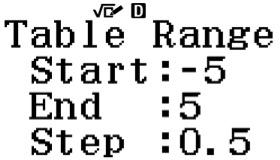 √☐/ D
Table Range
Start:-5
End :5
Step :0.5